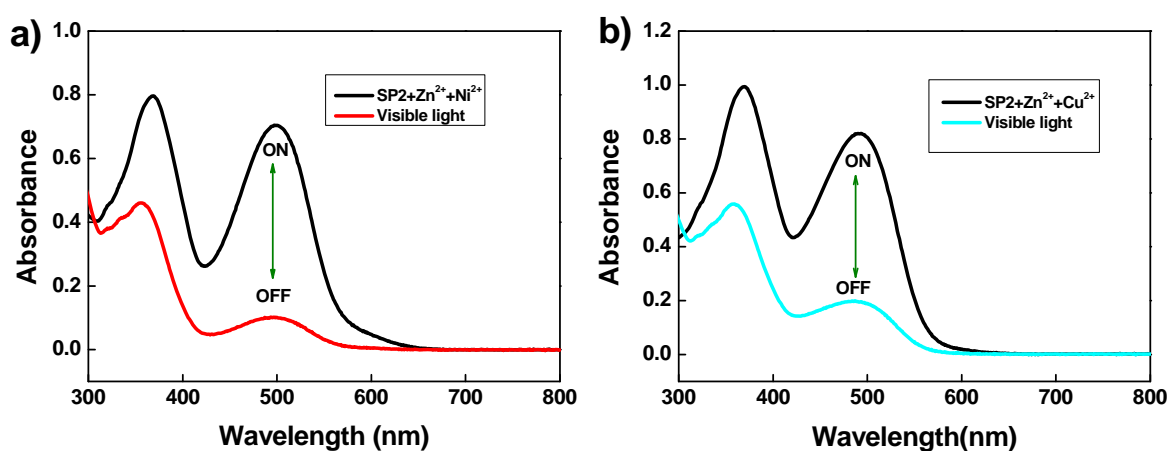 a)
1.0
0.8
0.6
0.4
0.2
0.0
Absorbance
SP2+Zn²⁺+Ni²⁺
Visible light
ON
OFF
300 400 500 600 700 800
Wavelength (nm)
b)
1.2
1.0
0.8
0.6
0.4
0.2
0.0
Absorbance
SP2+Zn²⁺+Cu²⁺
Visible light
ON
OFF
300 400 500 600 700 800
Wavelength(nm)